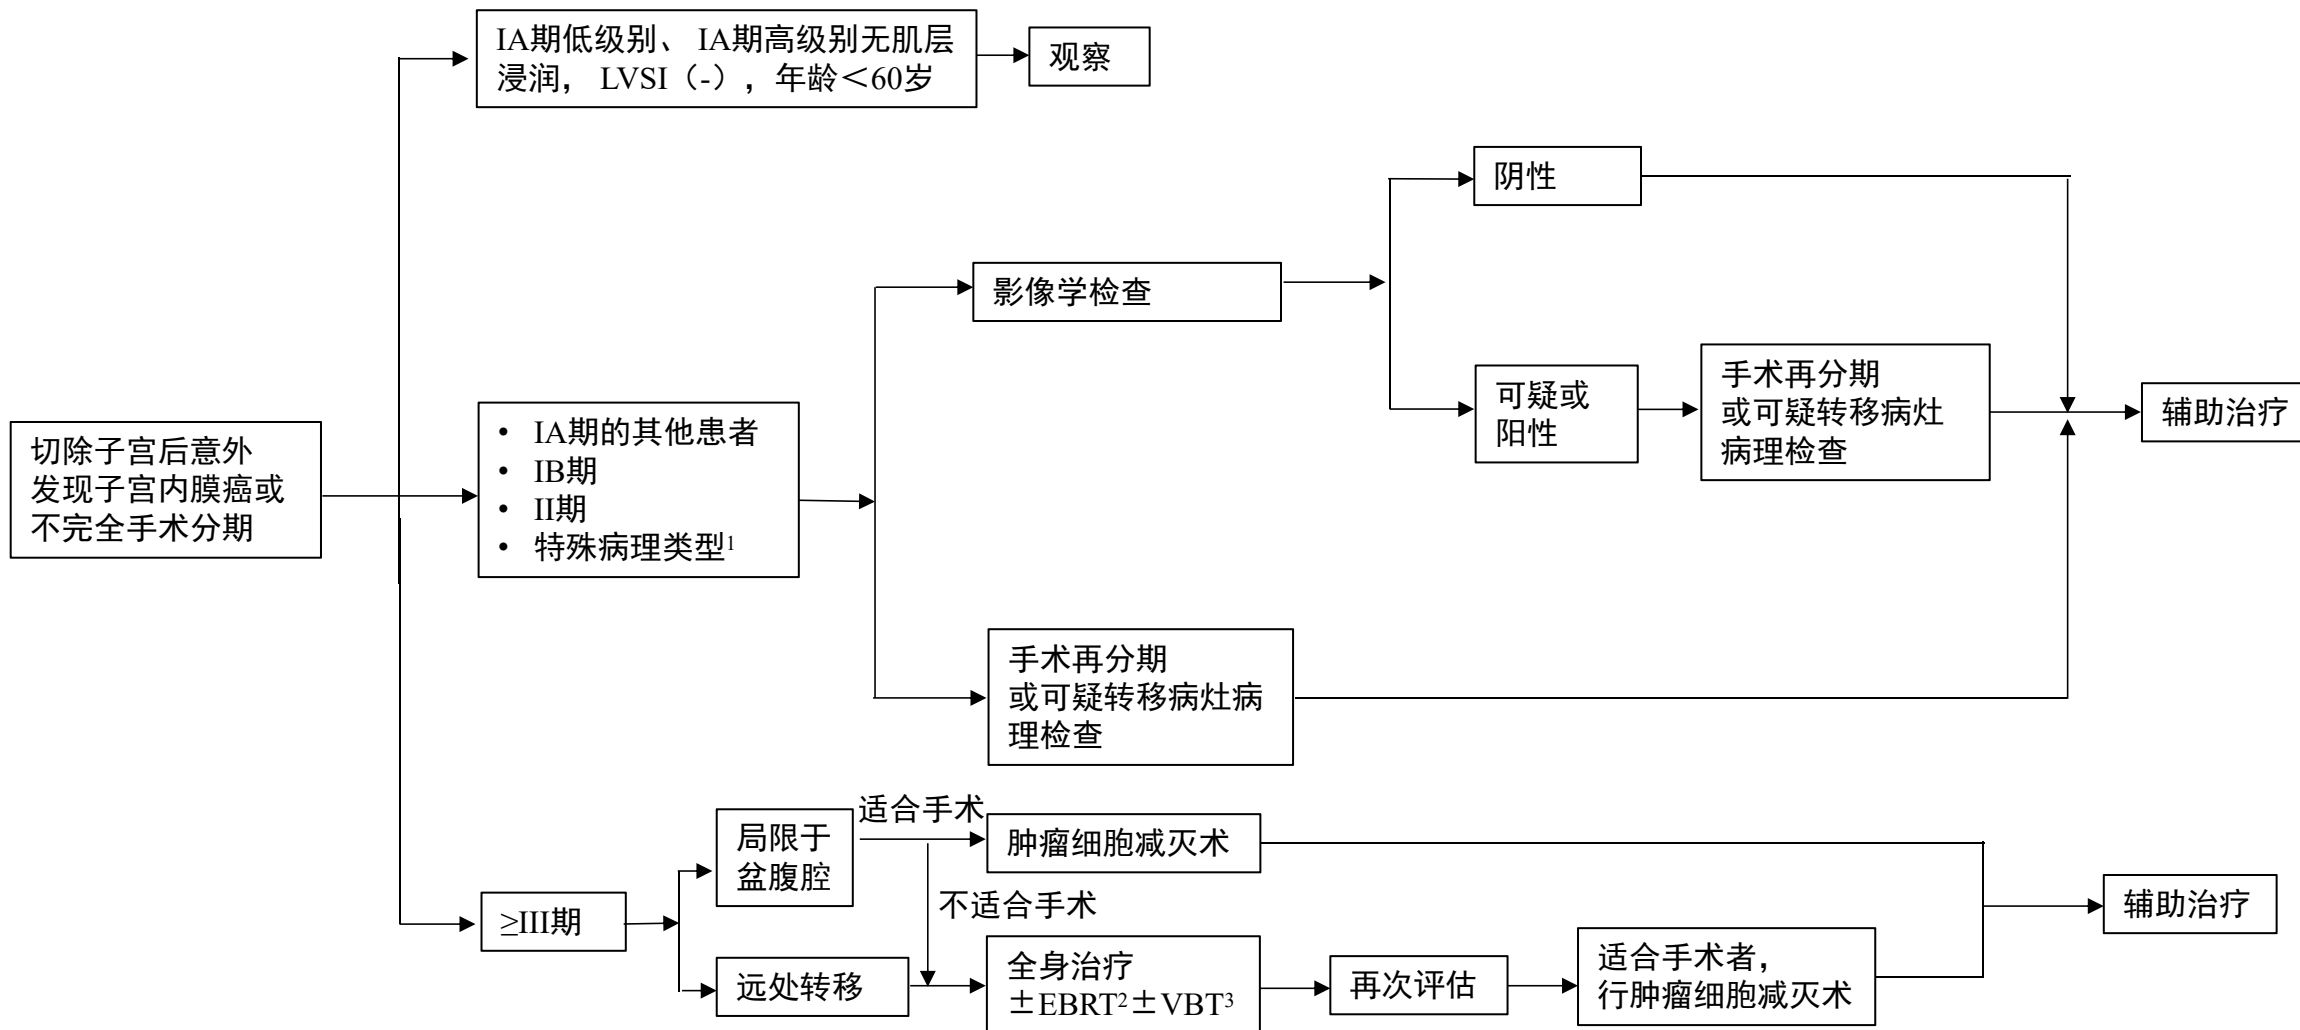 IA期低级别、 IA期高级别无肌层
浸润， LVSI（-），年龄＜60岁
观察
阴性
影像学检查
可疑或
阳性
手术再分期
或可疑转移病灶
病理检查
辅助治疗
切除子宫后意外
发现子宫内膜癌或
不完全手术分期
• IA期的其他患者
• IB期
• II期
• 特殊病理类型¹
手术再分期
或可疑转移病灶病
理检查
≥III期
局限于
盆腹腔
适合手术
肿瘤细胞减灭术
不适合手术
远处转移
全身治疗
±EBRT²±VBT³
再次评估
适合手术者，
行肿瘤细胞减灭术
辅助治疗